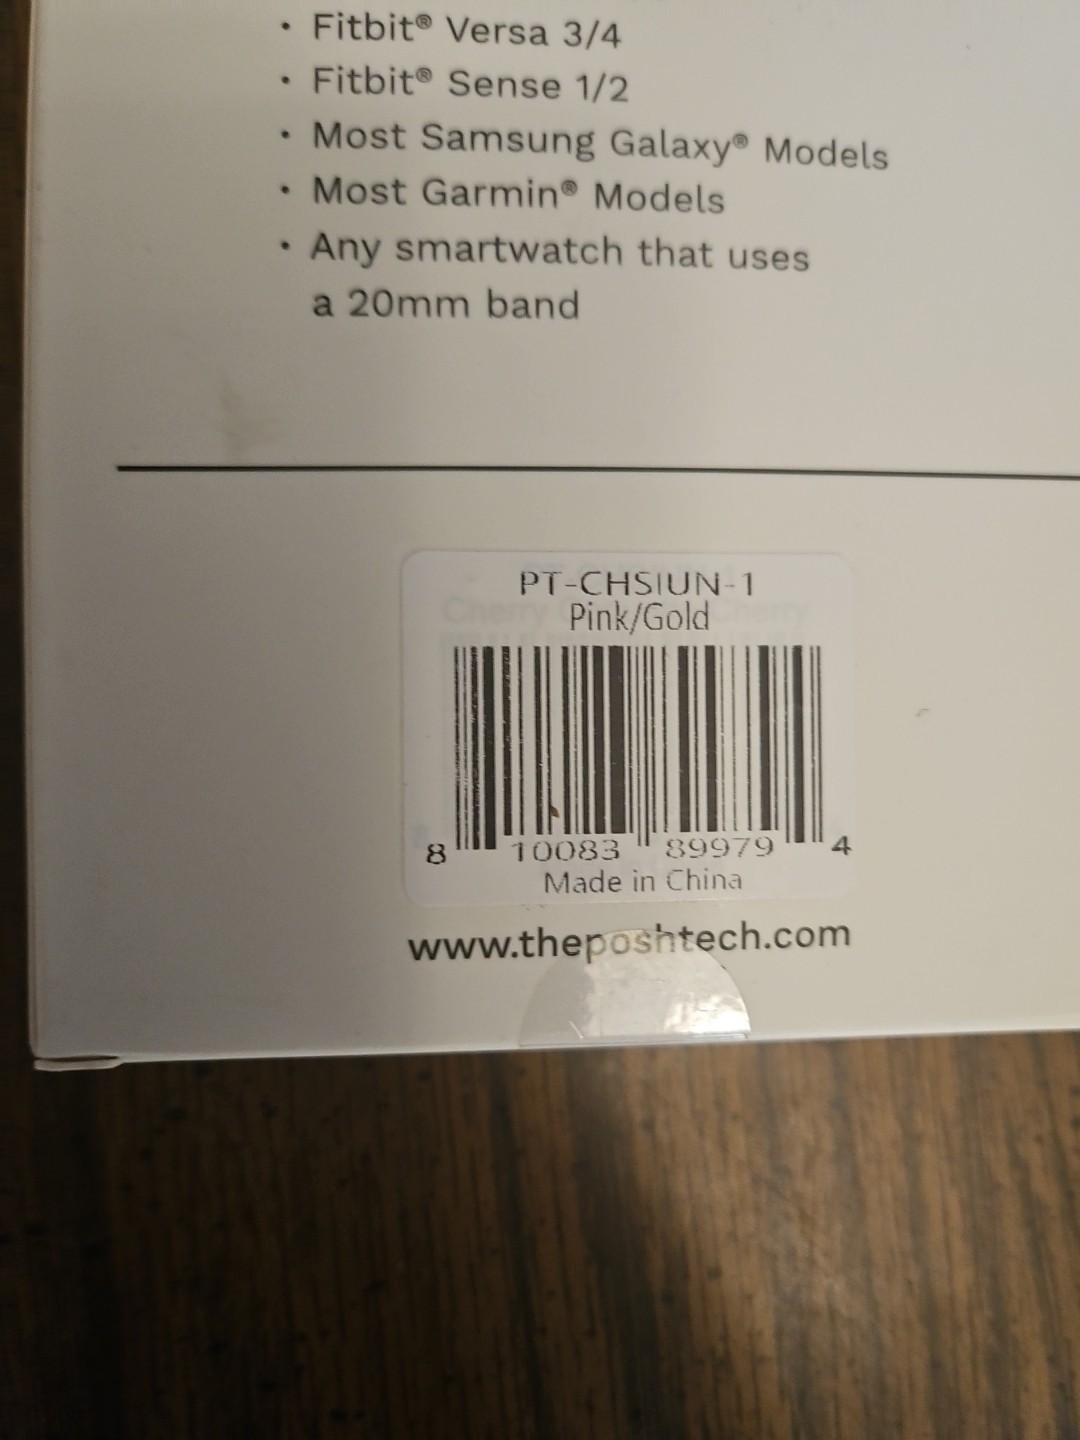 • Fitbit® Versa 3/4
• Fitbit® Sense 1/2
• Most Samsung Galaxy® Models
• Most Garmin® Models
• Any smartwatch that uses
a 20mm band
PT-CHSIUN-1
Pink/Gold
8 10083 89979 4
Made in China
www.theposhtech.com